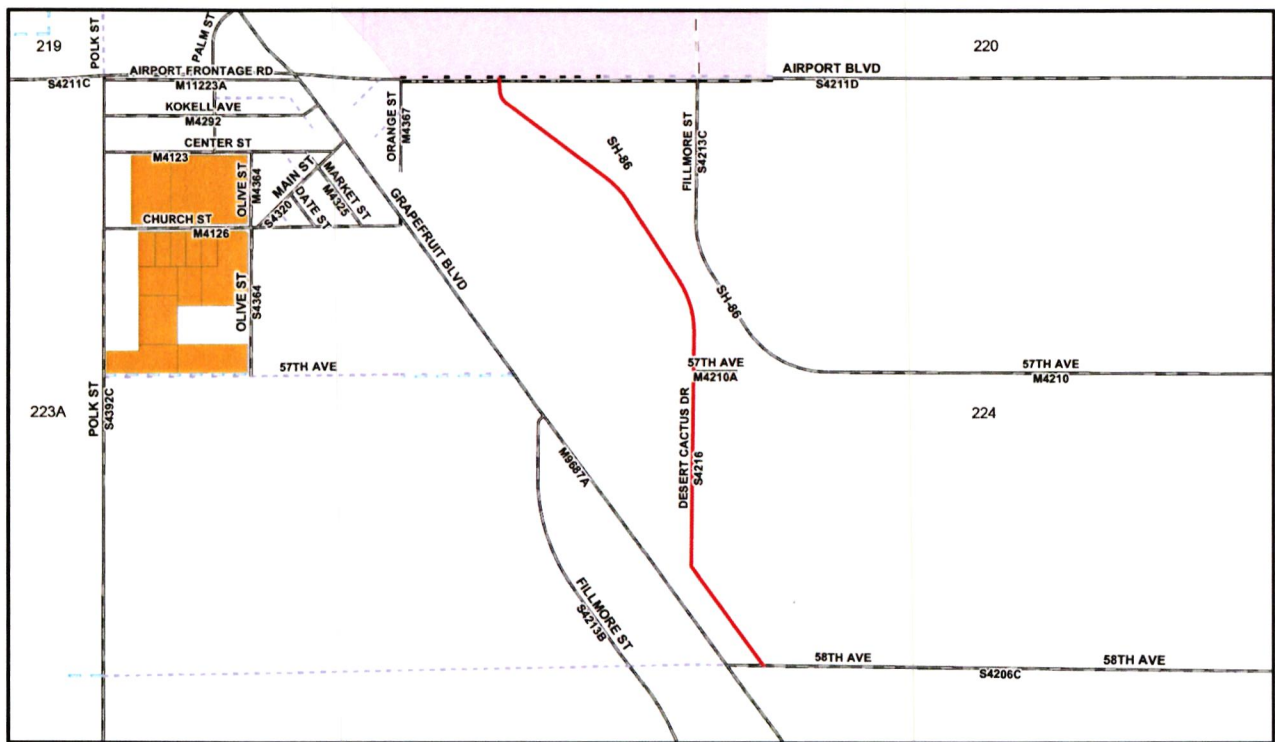 219
POLK ST
PALM ST
220
AIRPORT FRONTAGE RD
AIRPORT BLVD
S4211C
M11223A
S4211D
KOKELL AVE
M4292
ORANGE ST
M4367
FILLMORE ST
S4213C
CENTER ST
M4123
SH-86
OLIVE ST
M4364
MAIN ST
S4320
MARKET ST
M4325
DATE ST
CHURCH ST
M4126
GRAPEFRUIT BLVD
OLIVE ST
S4364
SH-86
57TH AVE
57TH AVE
M4210A
57TH AVE
M4210
POLK ST
S4392C
223A
224
DESERT CACTUS DR
S4216
M9687A
FILLMORE ST
S4213B
58TH AVE
58TH AVE
S4206C